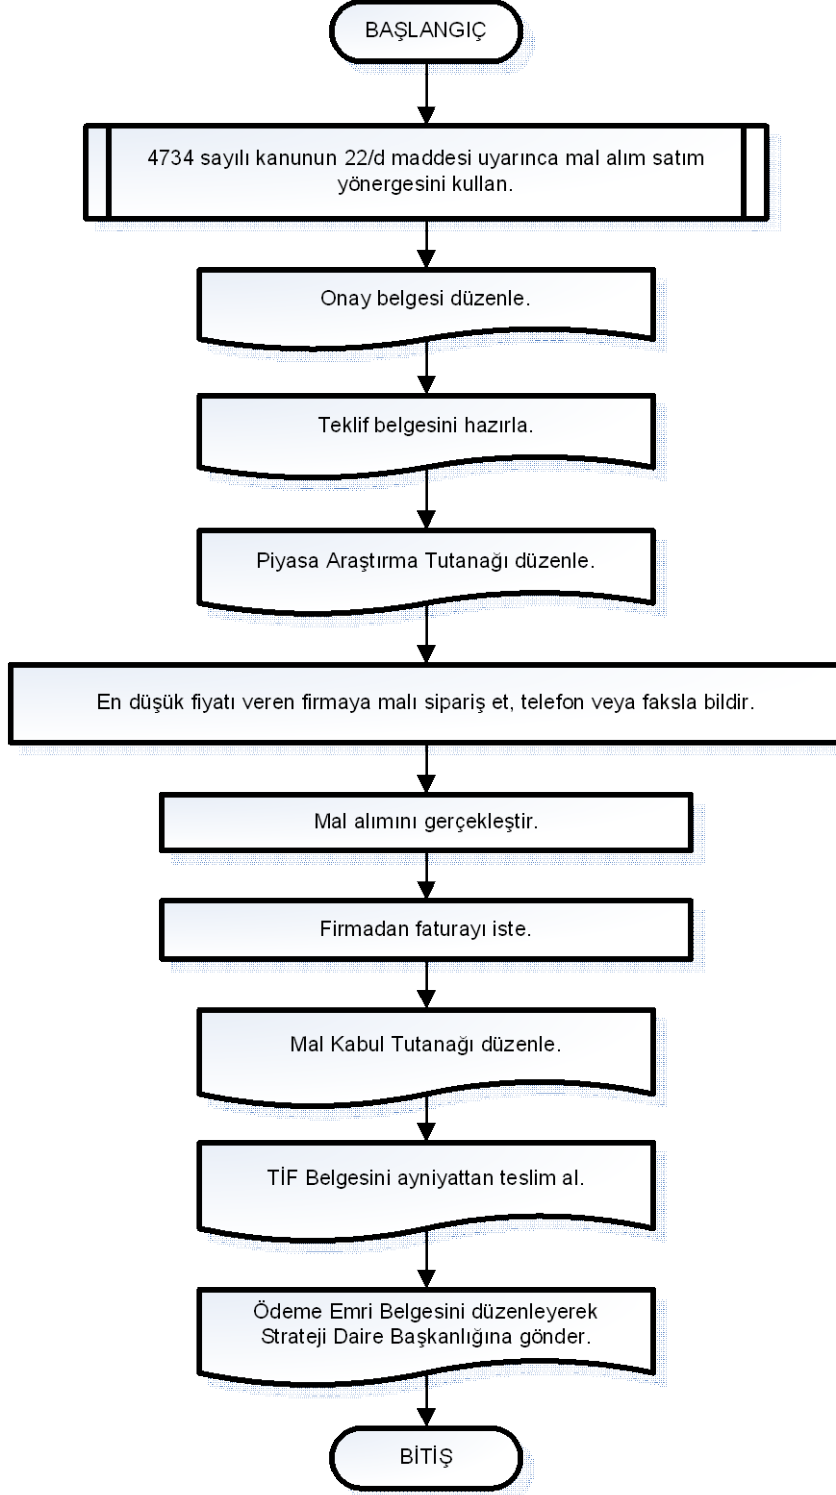 BAŞLANGIÇ
4734 sayılı kanunun 22/d maddesi uyarınca mal alım satım
yönergesini kullan.
Onay belgesi düzenle.
Teklif belgesini hazırla.
Piyasa Araştırma Tutanağı düzenle.
En düşük fiyatı veren firmaya malı sipariş et, telefon veya faksla bildir.
Mal alımını gerçekleştir.
Firmadan faturayı iste.
Mal Kabul Tutanağı düzenle.
TİF Belgesini ayniyattan teslim al.
Ödeme Emri Belgesini düzenleyerek
Strateji Daire Başkanlığına gönder.
BİTİŞ